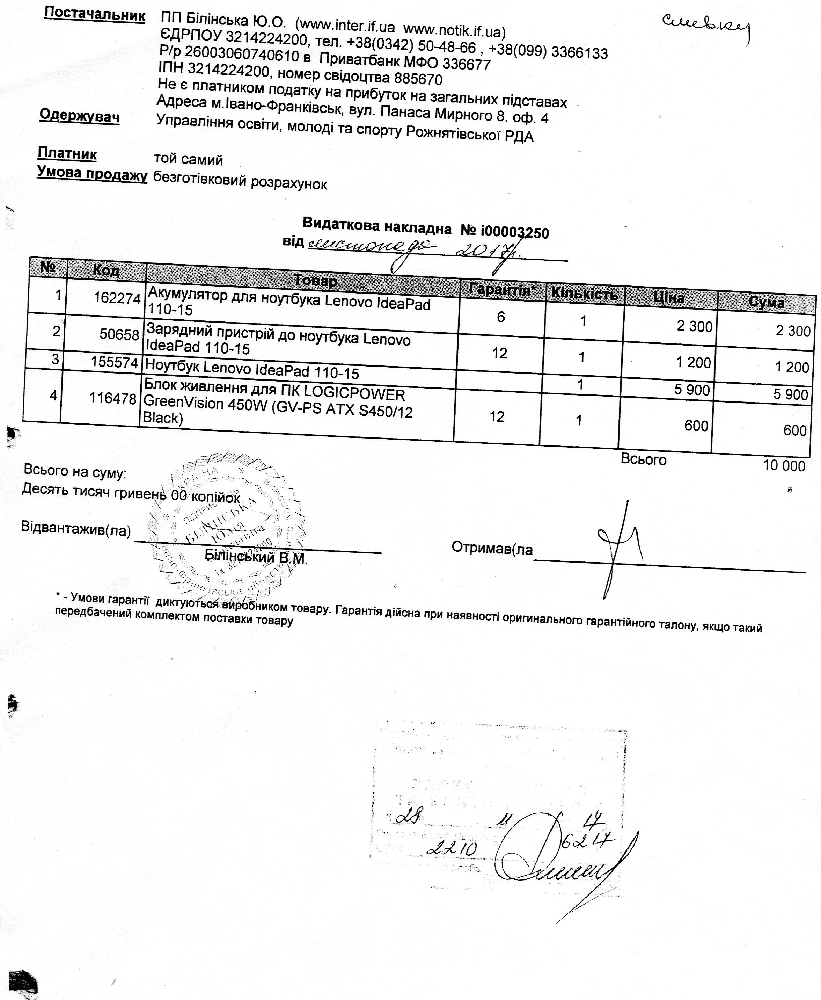 Постачальник ПП Білінська Ю.О. (www.inter.if.ua www.notik.if.ua)
ЄДРПОУ 3214224200, тел. +38(0342) 50-48-66 , +38(099) 3366133
Р/р 26003060740610 в Приватбанк МФО 336677
ІПН 3214224200, номер свідоцтва 885670
Не є платником податку на прибуток на загальних підставах
Адреса м.Івано-Франківськ, вул. Панаса Мирного 8. оф. 4
Одержувач Управління освіти, молоді та спорту Рожнятівської РДА
Платник той самий
Умова продажу безготівковий розрахунок
Видаткова накладна № і00003250
від листопада 2017р.
№ Код Товар Гарантія* Кількість Ціна Сума
1 162274 Акумулятор для ноутбука Lenovo IdeaPad 110-15 6 1 2 300 2 300
2 50658 Зарядний пристрій до ноутбука Lenovo IdeaPad 110-15 12 1 1 200 1 200
3 155574 Ноутбук Lenovo IdeaPad 110-15 1 5 900 5 900
4 116478 Блок живлення для ПК LOGICPOWER GreenVision 450W (GV-PS ATX S450/12 Black) 12 1 600 600
Всього 10 000
Всього на суму:
Десять тисяч гривень 00 копійок
УКРАЇНА
ПІДПРИЄМЕЦЬ
БІЛІНСЬКА
Юлія
і.к. 3214224200
Івано-Франківська область місто Коломия
Відвантажив(ла)
Білінський В.М.
Отримав(ла
* - Умови гарантії диктуються виробником товару. Гарантія дійсна при наявності оригинального гарантійного талону, якщо такий
передбачений комплектом поставки товару
28 11 17
2210 6217
особа